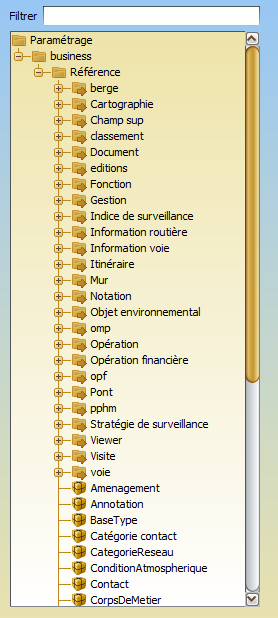 Filtrer
Paramétrage
business
Référence
berge
Cartographie
Champ sup
classement
Document
editions
Fonction
Gestion
Indice de surveillance
Information routière
Information voie
Itinéraire
Mur
Notation
Objet environnemental
omp
Opération
Opération financière
opf
Pont
pphm
Stratégie de surveillance
Viewer
Visite
voie
Amenagement
Annotation
BaseType
Catégorie contact
CategorieReseau
ConditionAtmospherique
Contact
CorpsDeMetier